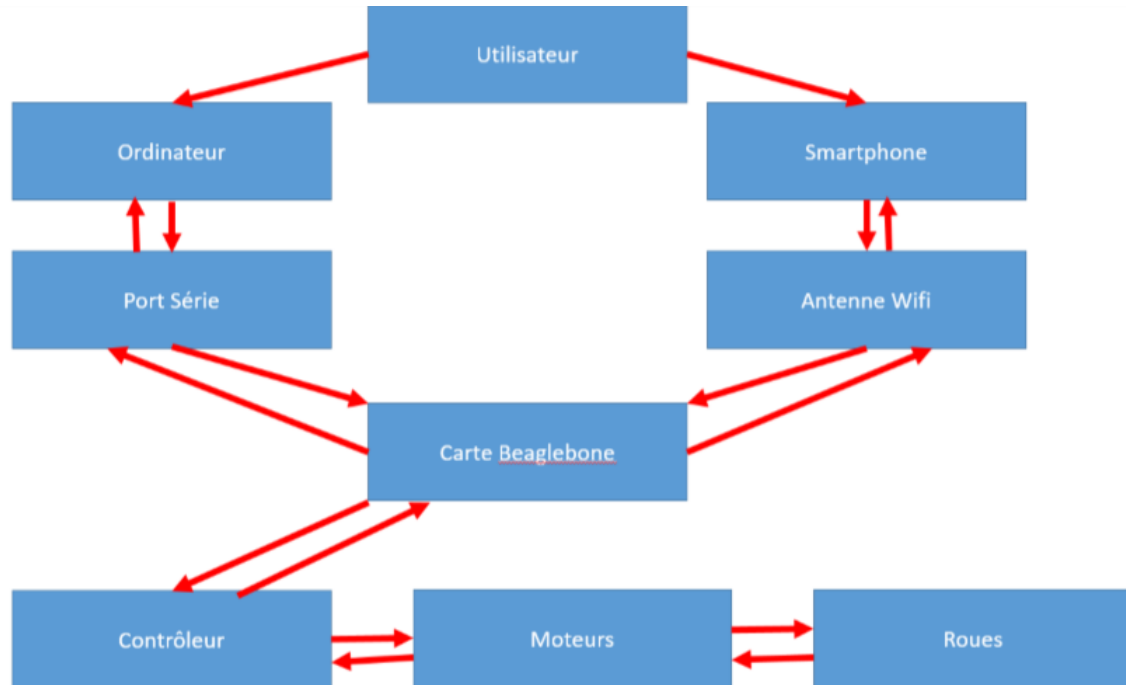 Utilisateur
Ordinateur
Smartphone
Port Série
Antenne Wifi
Carte Beaglebone
Contrôleur
Moteurs
Roues